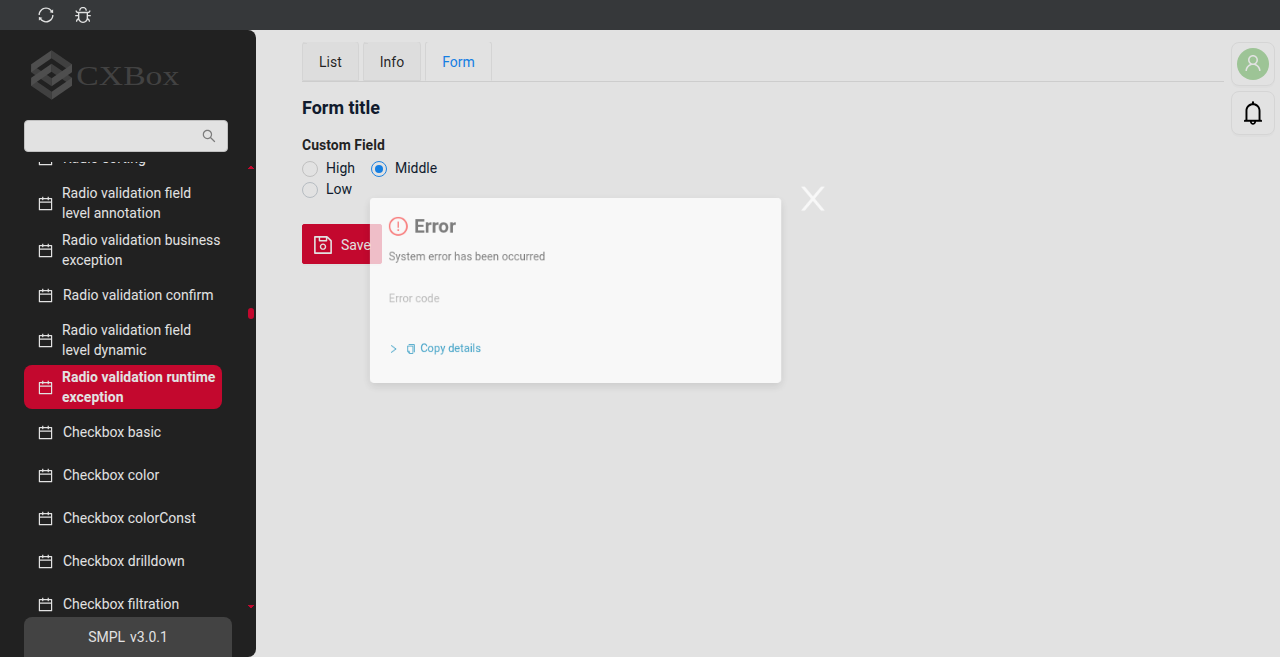 CXBox
Radio sorting
Radio validation field
level annotation
Radio validation business
exception
Radio validation confirm
Radio validation field
level dynamic
Radio validation runtime
exception
Checkbox basic
Checkbox color
Checkbox colorConst
Checkbox drilldown
Checkbox filtration
SMPL v3.0.1
List
Info
Form
Form title
Custom Field
High
Middle
Low
Save
X
Error
System error has been occurred
Error code
Copy details